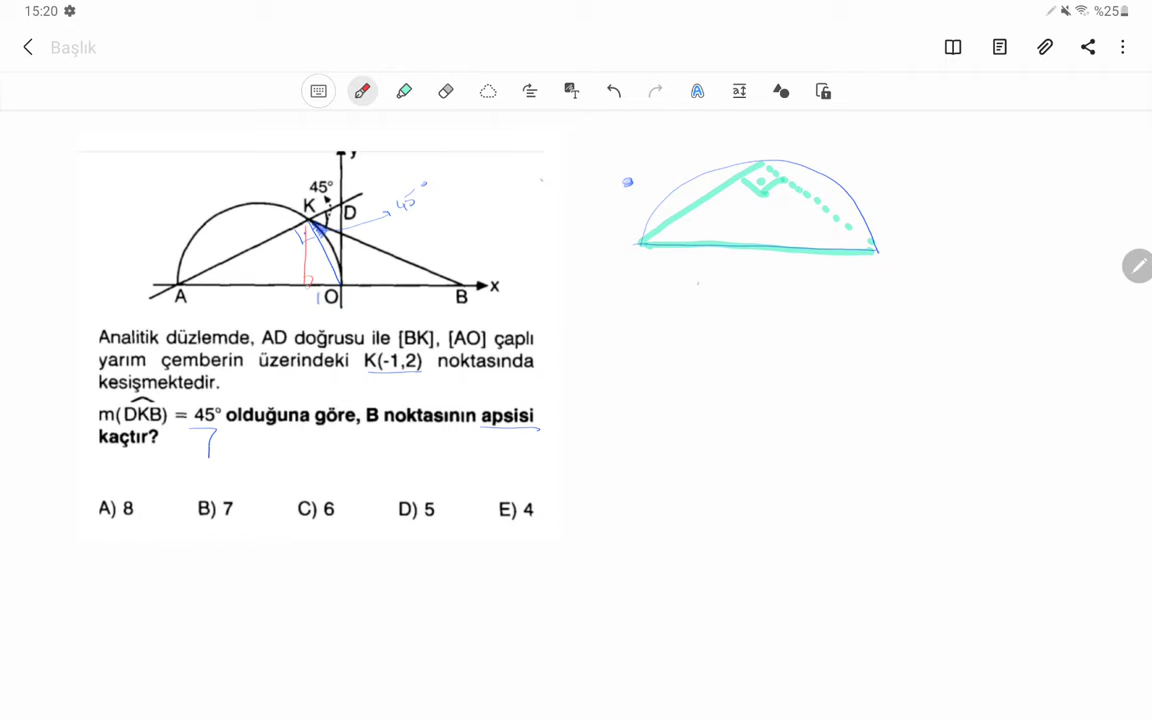 15:20
%25
Başlık
y
45°
K
D
45°
A
1
O
B
x
Analitik düzlemde, AD doğrusu ile [BK], [AO] çaplı
yarım çemberin üzerindeki K(-1,2) noktasında
kesişmektedir.
m(DKB) = 45° olduğuna göre, B noktasının apsisi
kaçtır?
A) 8 B) 7 C) 6 D) 5 E) 4